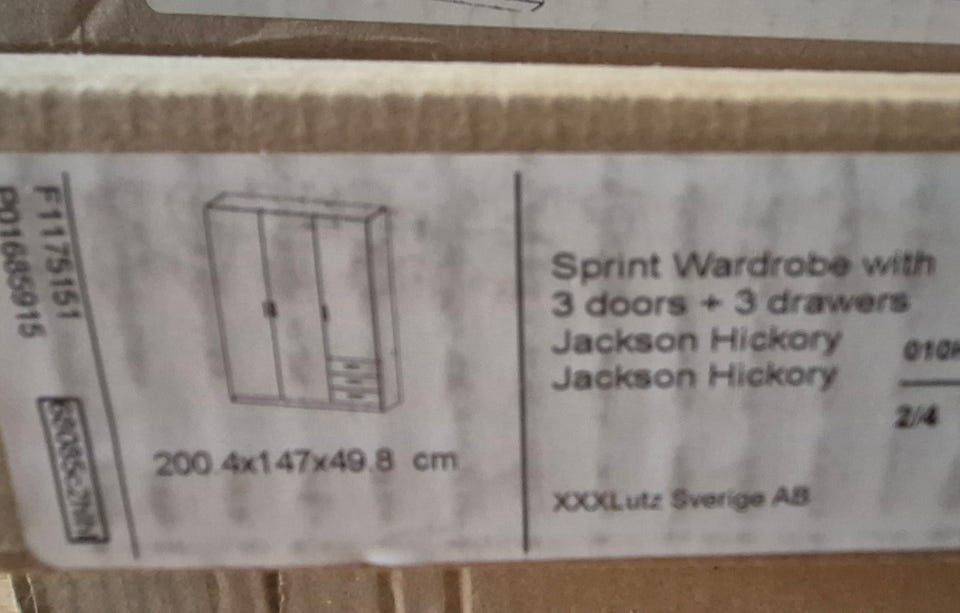 F1175151
P01685915
200.4x147x49.8 cm
Sprint Wardrobe with
3 doors + 3 drawers
Jackson Hickory
Jackson Hickory
2/4
XXXLutz Sverige AB